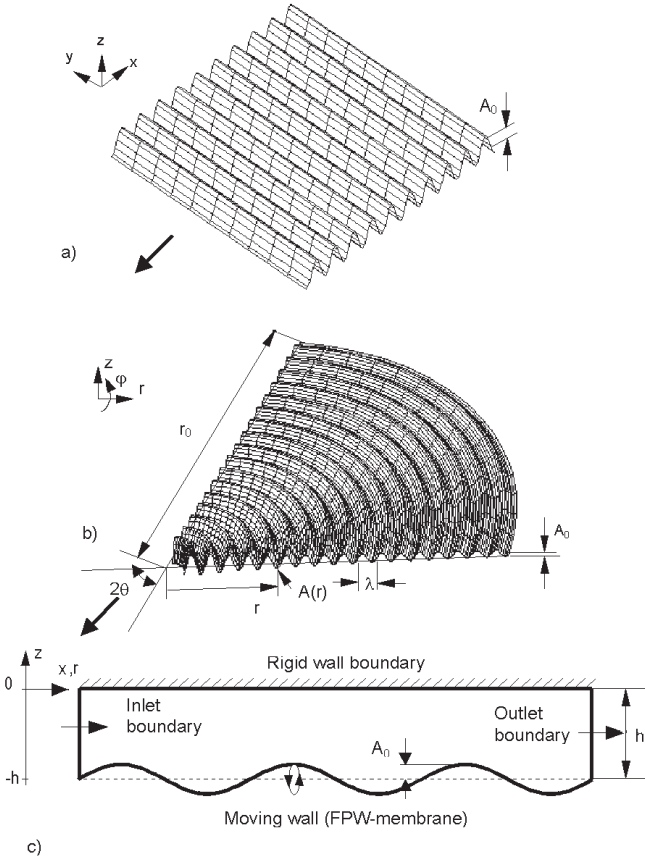 z
y
x
A₀
a)
z
φ
r
r₀
b)
A₀
2θ
r
A(r)
λ
z
x,r
Rigid wall boundary
0
Inlet
boundary
Outlet
boundary
h
A₀
-h
Moving wall (FPW-membrane)
c)